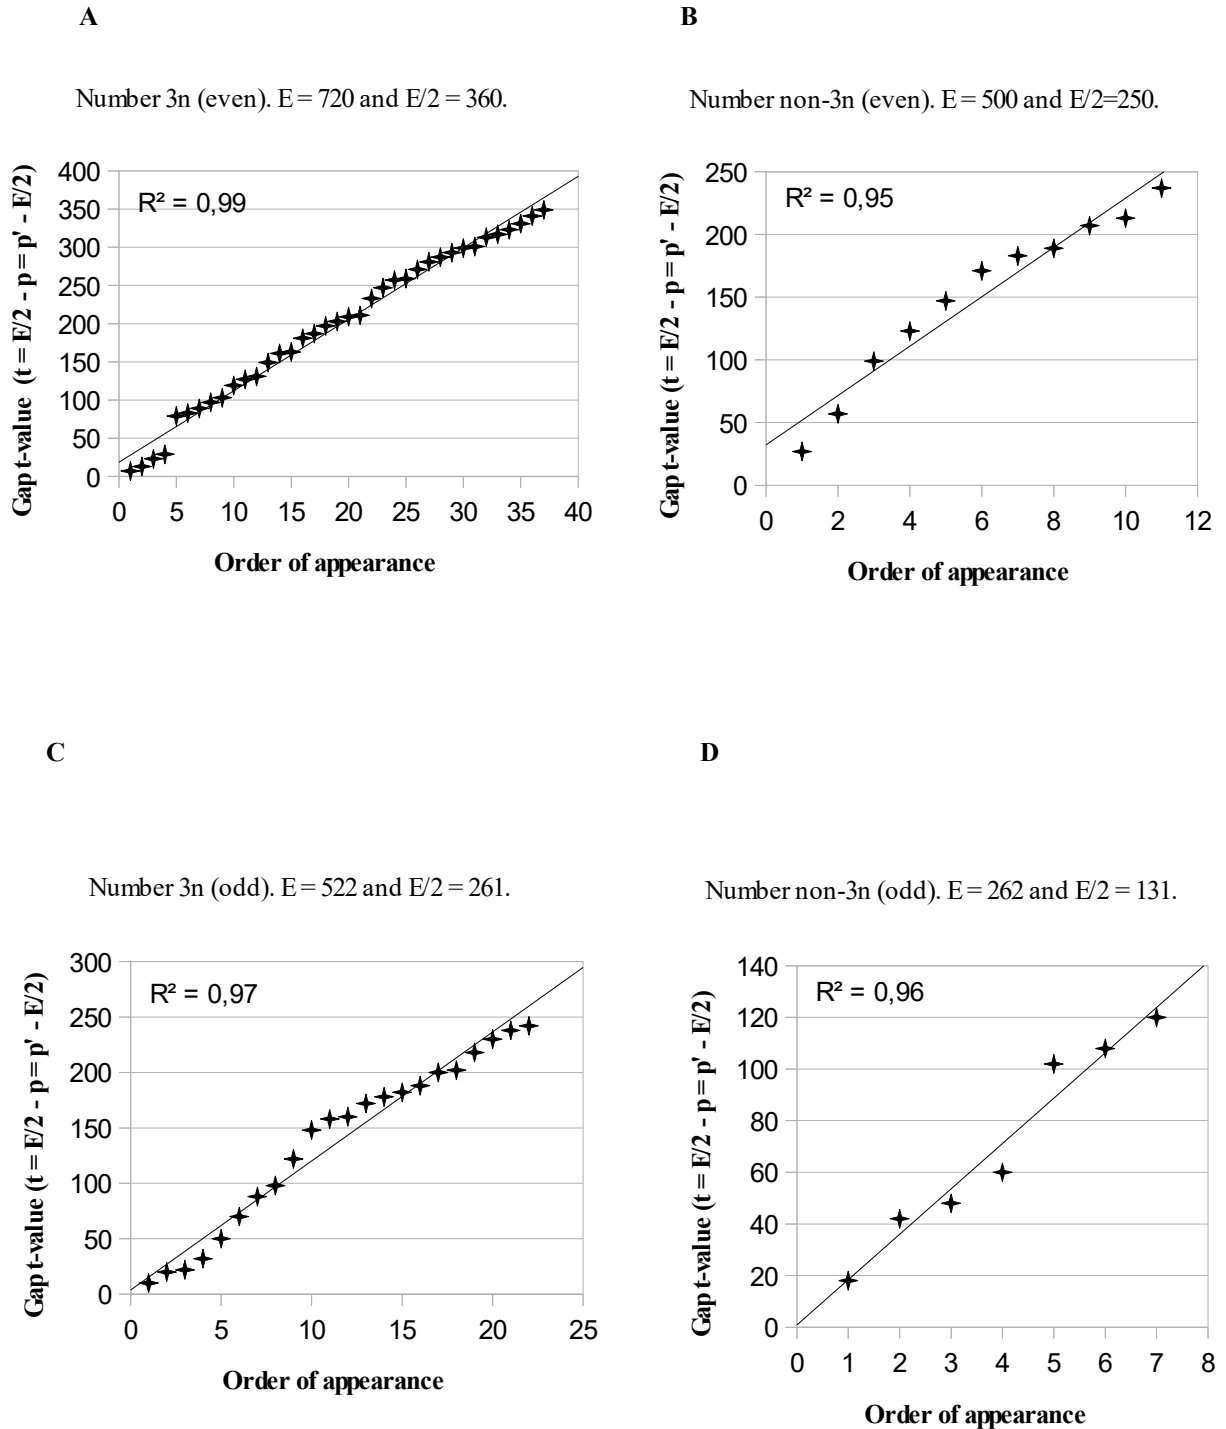 A
Number 3n (even). E = 720 and E/2 = 360.
Gap t-value (t = E/2 - p = p' - E/2)
400
350
300
250
200
150
100
50
0
R² = 0,99
0 5 10 15 20 25 30 35 40
Order of appearance
B
Number non-3n (even). E = 500 and E/2=250.
Gap t-value (t = E/2 - p = p' - E/2)
250
200
150
100
50
0
R² = 0,95
0 2 4 6 8 10 12
Order of appearance
C
Number 3n (odd). E = 522 and E/2 = 261.
Gap t-value (t = E/2 - p = p' - E/2)
300
250
200
150
100
50
0
R² = 0,97
0 5 10 15 20 25
Order of appearance
D
Number non-3n (odd). E = 262 and E/2 = 131.
Gap t-value (t = E/2 - p = p' - E/2)
140
120
100
80
60
40
20
0
R² = 0,96
0 1 2 3 4 5 6 7 8
Order of appearance